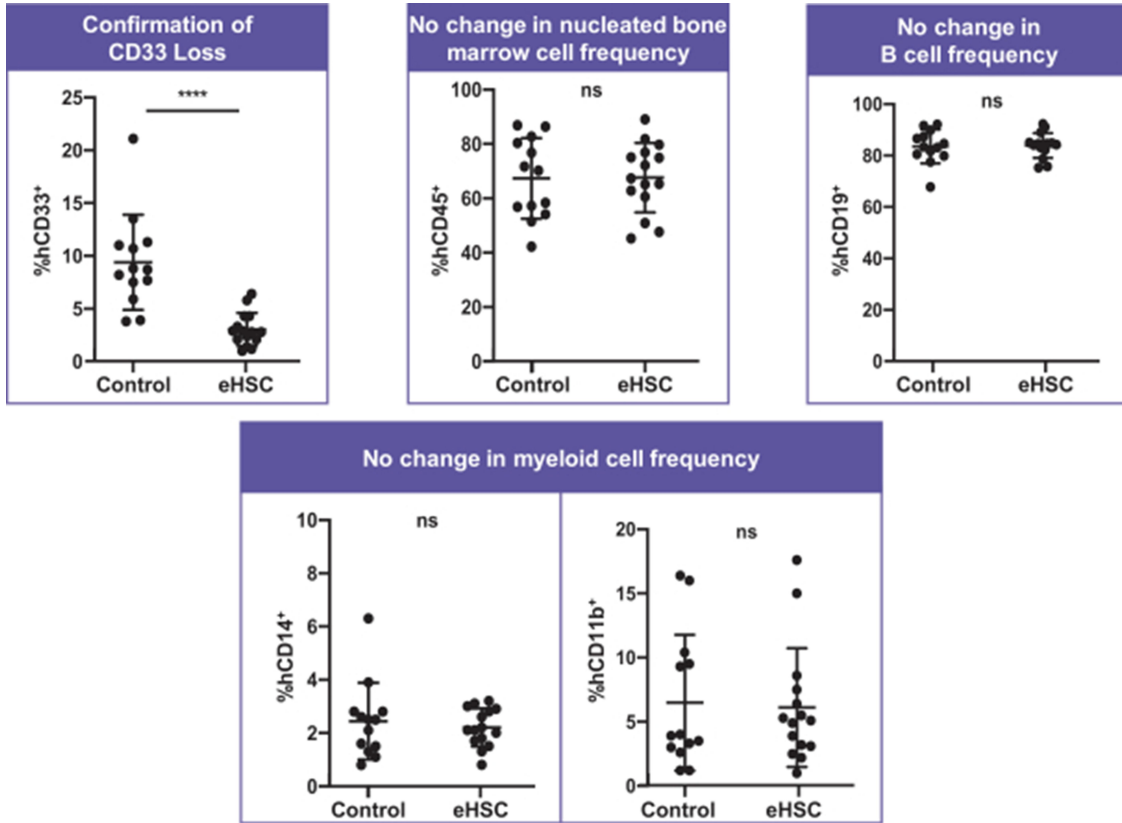 Confirmation of
CD33 Loss
****
25
20
15
10
5
0
%hCD33⁺
Control
eHSC
No change in nucleated bone
marrow cell frequency
ns
100
80
60
40
20
0
%hCD45⁺
Control
eHSC
No change in
B cell frequency
ns
100
80
60
40
20
0
%hCD19⁺
Control
eHSC
No change in myeloid cell frequency
ns
10
8
6
4
2
0
%hCD14⁺
Control
eHSC
ns
20
15
10
5
0
%hCD11b⁺
Control
eHSC